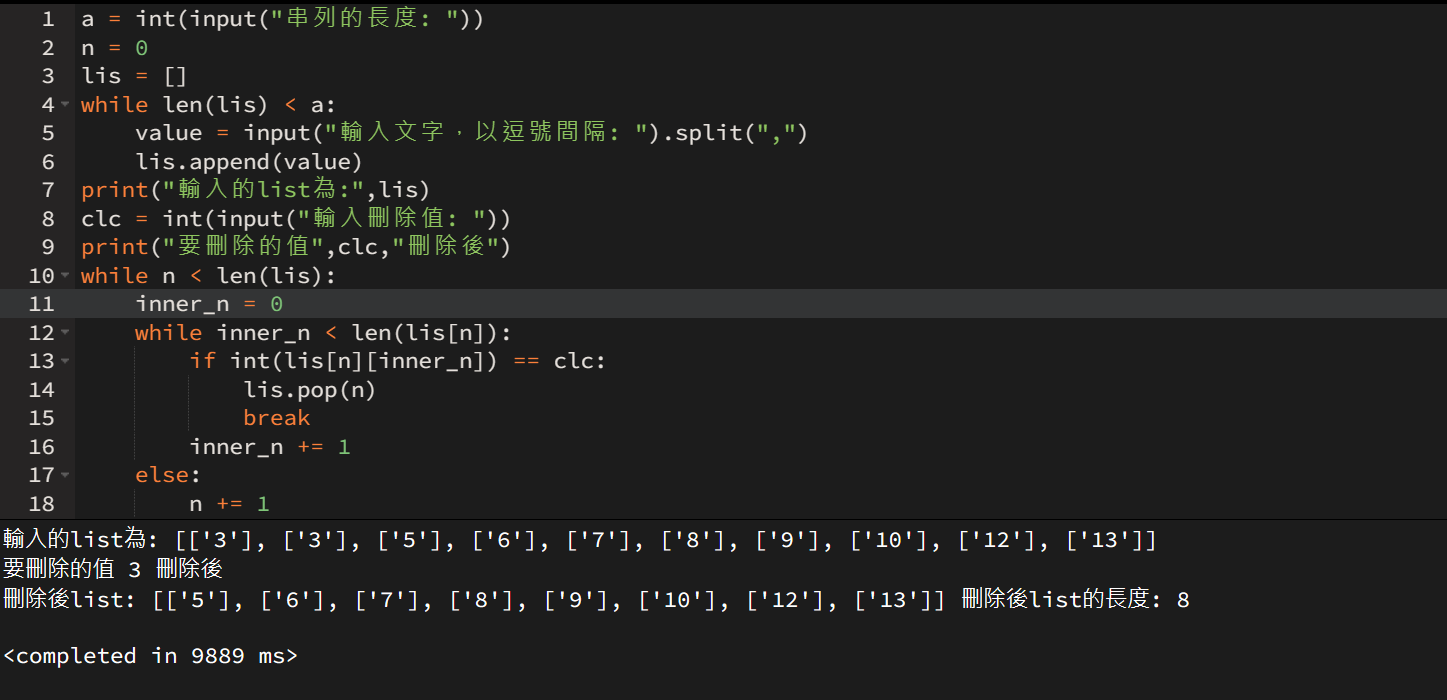 1 a = int(input("串列的長度: "))
2 n = 0
3 lis = []
4 while len(lis) < a:
5     value = input("輸入文字，以逗號間隔: ").split(",")
6     lis.append(value)
7 print("輸入的list為:",lis)
8 clc = int(input("輸入刪除值: "))
9 print("要刪除的值",clc,"刪除後")
10 while n < len(lis):
11     inner_n = 0
12     while inner_n < len(lis[n]):
13         if int(lis[n][inner_n]) == clc:
14             lis.pop(n)
15             break
16         inner_n += 1
17     else:
18         n += 1
輸入的list為: [['3'], ['3'], ['5'], ['6'], ['7'], ['8'], ['9'], ['10'], ['12'], ['13']]
要刪除的值 3 刪除後
刪除後list: [['5'], ['6'], ['7'], ['8'], ['9'], ['10'], ['12'], ['13']] 刪除後list的長度: 8
<completed in 9889 ms>